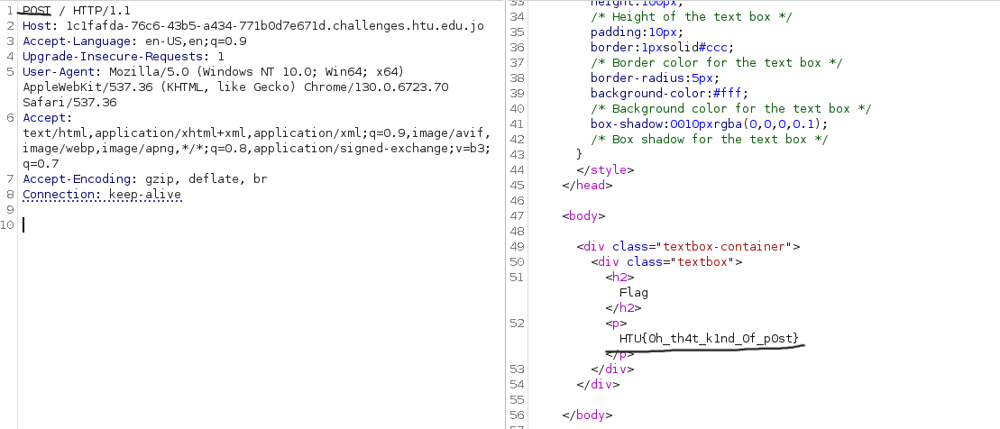 1 POST / HTTP/1.1
2 Host: 1c1fafda-76c6-43b5-a434-771b0d7e671d.challenges.htu.edu.jo
3 Accept-Language: en-US,en;q=0.9
4 Upgrade-Insecure-Requests: 1
5 User-Agent: Mozilla/5.0 (Windows NT 10.0; Win64; x64)
AppleWebKit/537.36 (KHTML, like Gecko) Chrome/130.0.6723.70
Safari/537.36
6 Accept:
text/html,application/xhtml+xml,application/xml;q=0.9,image/avif,
image/webp,image/apng,*/*;q=0.8,application/signed-exchange;v=b3;
q=0.7
7 Accept-Encoding: gzip, deflate, br
8 Connection: keep-alive
9
10
33 height:100px;
34 /* Height of the text box */
35 padding:10px;
36 border:1pxsolid#ccc;
37 /* Border color for the text box */
38 border-radius:5px;
39 background-color:#fff;
40 /* Background color for the text box */
41 box-shadow:0010pxrgba(0,0,0,0.1);
42 /* Box shadow for the text box */
43 }
44 </style>
45 </head>
46
47 <body>
48
49 <div class="textbox-container">
50 <div class="textbox">
51 <h2>
Flag
</h2>
52 <p>
HTU{0h_th4t_k1nd_0f_p0st}
</p>
53 </div>
54 </div>
55
56 </body>
57